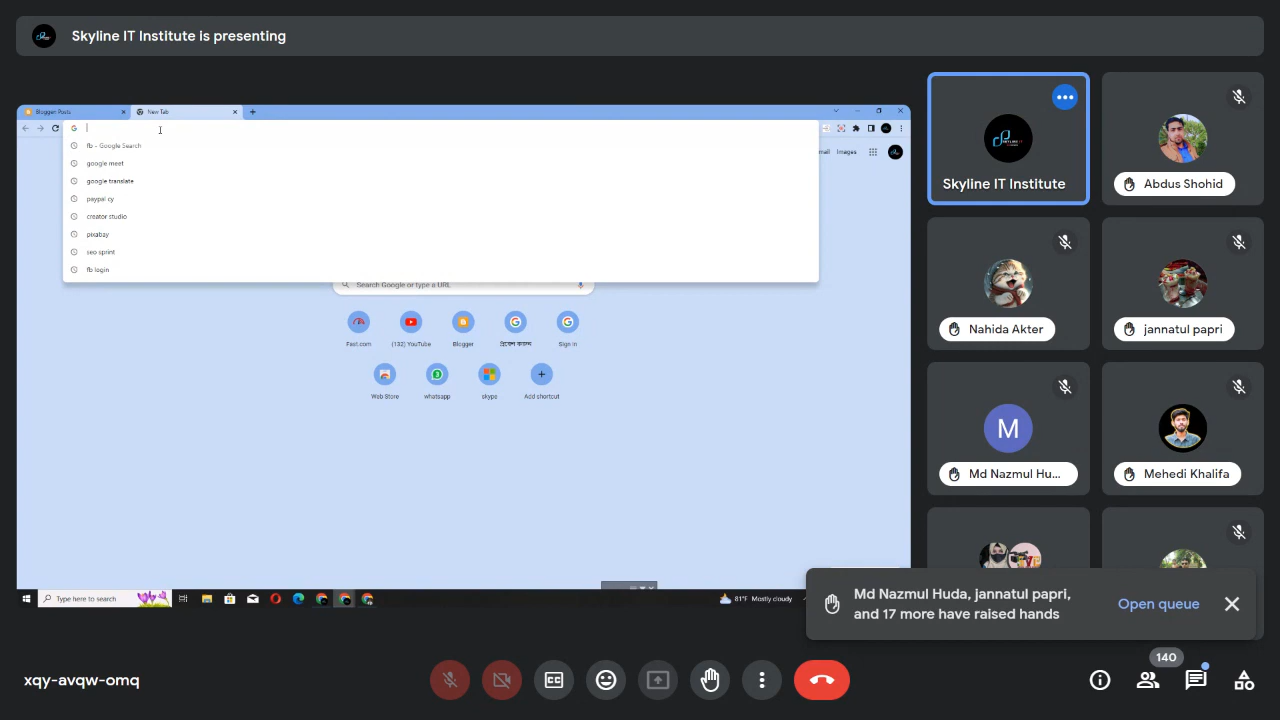 Skyline IT Institute is presenting
Blogger: Posts
New Tab
fb - Google Search
google meet
google translate
paypal cy
creator studio
pixabay
seo sprint
fb login
Images
Search Google or type a URL
Fast.com
(132) YouTube
Blogger
Sign in
Web Store
whatsapp
skype
Add shortcut
Type here to search
81°F Mostly cloudy
Skyline IT Institute
Abdus Shohid
Nahida Akter
jannatul papri
M
Md Nazmul Hu...
Mehedi Khalifa
Md Nazmul Huda, jannatul papri,
and 17 more have raised hands
Open queue
xqy-avqw-omq
140